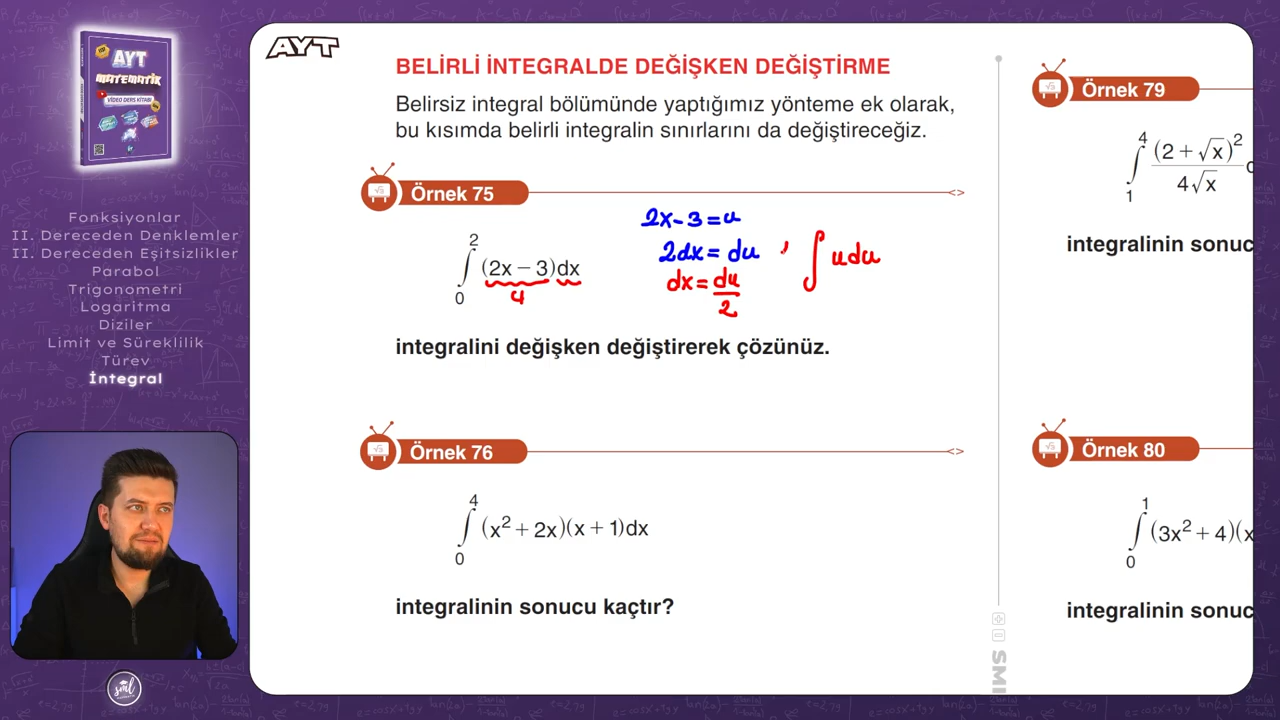 AYT
AYT
MATEMATİK
VİDEO DERS KİTABI
Fonksiyonlar
II. Dereceden Denklemler
II. Dereceden Eşitsizlikler
Parabol
Trigonometri
Logaritma
Diziler
Limit ve Süreklilik
Türev
İntegral
sml
BELİRLİ İNTEGRALDE DEĞİŞKEN DEĞİŞTİRME
Belirsiz integral bölümünde yaptığımız yönteme ek olarak,
bu kısımda belirli integralin sınırlarını da değiştireceğiz.
Örnek 75
∫₀² (2x − 3)dx
u
2x-3=u
2dx=du
dx=du/2
∫ udu
integralini değişken değiştirerek çözünüz.
Örnek 76
∫₀⁴ (x² + 2x)(x + 1)dx
integralinin sonucu kaçtır?
SML
Örnek 79
∫₁⁴ (2 + √x)²/4√x d
integralinin sonuc
Örnek 80
∫₀¹ (3x² + 4)(x
integralinin sonuc